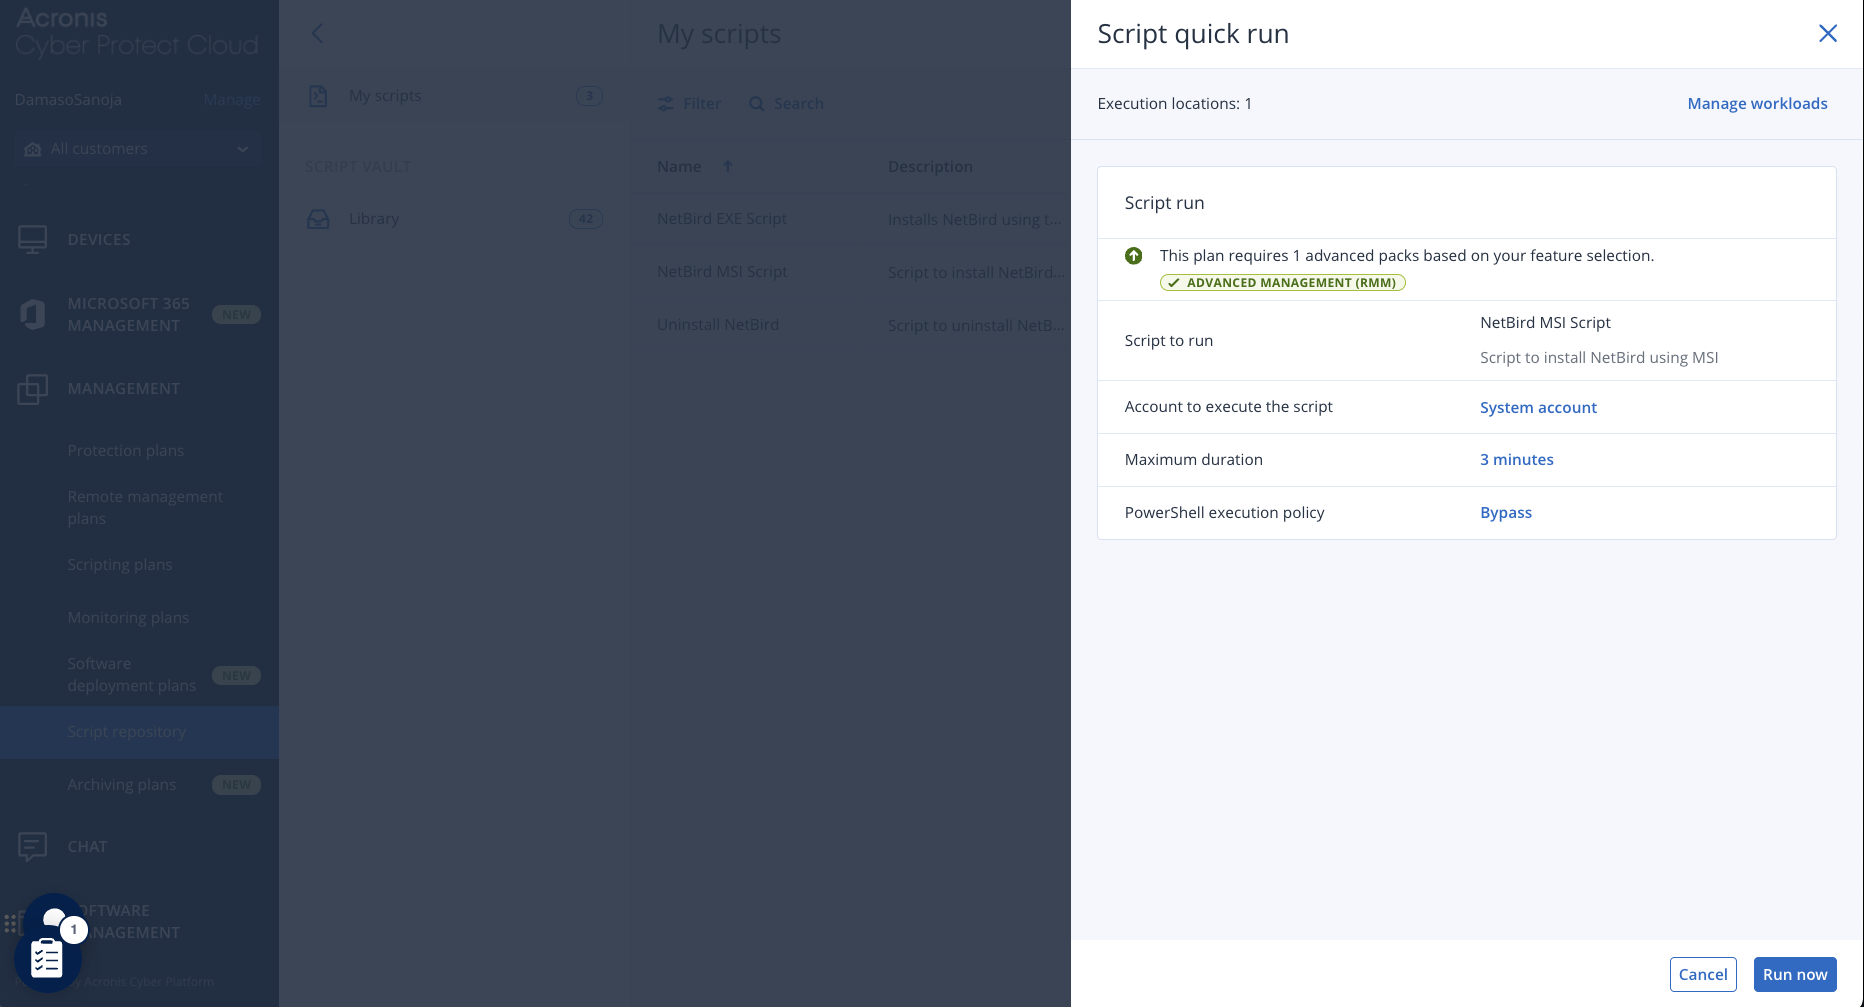 Acronis
Cyber Protect Cloud
DamasoSanoja
Manage
All customers
DEVICES
MICROSOFT 365
MANAGEMENT
NEW
MANAGEMENT
Protection plans
Remote management
plans
Scripting plans
Monitoring plans
Software
deployment plans
NEW
Script repository
Archiving plans
NEW
CHAT
1
Acronis Cyber Platform
My scripts
3
SCRIPT VAULT
Library
42
My scripts
Filter
Search
Name
Description
NetBird EXE Script
Installs NetBird using t...
NetBird MSI Script
Script to install NetBird...
Uninstall NetBird
Script to uninstall NetB...
Script quick run
Execution locations: 1
Manage workloads
Script run
This plan requires 1 advanced packs based on your feature selection.
ADVANCED MANAGEMENT (RMM)
Script to run
NetBird MSI Script
Script to install NetBird using MSI
Account to execute the script
System account
Maximum duration
3 minutes
PowerShell execution policy
Bypass
Cancel
Run now